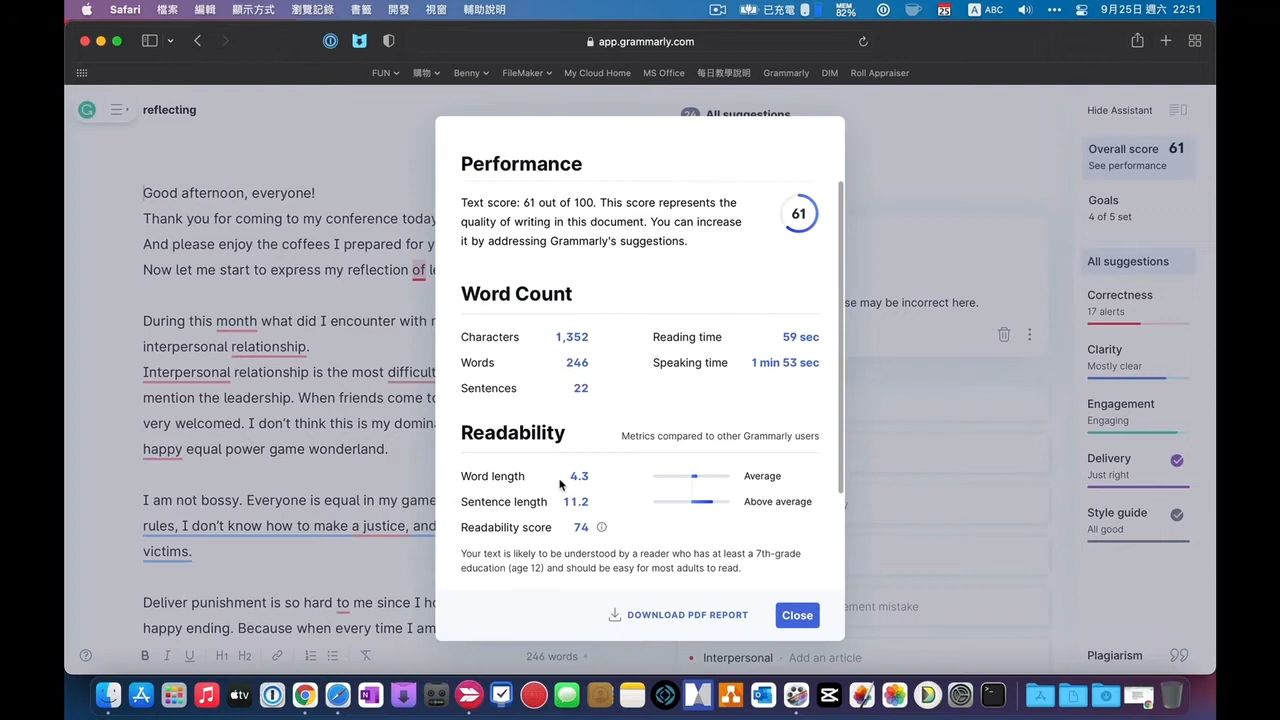 Safari 檔案 編輯 顯示方式 瀏覽記錄 書籤 開發 視窗 輔助說明 已充電 MEM 82% 25 A ABC 9月25日 週六 22:51
app.grammarly.com
FUN 購物 Benny FileMaker My Cloud Home MS Office 每日教學說明 Grammarly DIM Roll Appraiser
reflecting
24 All suggestions
Hide Assistant
Overall score 61
See performance
Goals
4 of 5 set
All suggestions
Correctness
17 alerts
Clarity
Mostly clear
Engagement
Engaging
Delivery
Just right
Style guide
All good
Plagiarism
Good afternoon, everyone!
Thank you for coming to my conference today
And please enjoy the coffees I prepared for
Now let me start to express my reflection of
During this month what did I encounter with
interpersonal relationship.
Interpersonal relationship is the most difficult
mention the leadership. When friends come
very welcomed. I don't think this is my
happy equal power game wonderland.
I am not bossy. Everyone is equal in my game
rules, I don't know how to make a justice, and
victims.
Deliver punishment is so hard to me since I
happy ending. Because when every time I am
B I U H1 H2
246 words
Performance
Text score: 61 out of 100. This score represents the
quality of writing in this document. You can increase
it by addressing Grammarly's suggestions.
61
Word Count
Characters 1,352 Reading time 59 sec
Words 246 Speaking time 1 min 53 sec
Sentences 22
Readability Metrics compared to other Grammarly users
Word length 4.3 Average
Sentence length 11.2 Above average
Readability score 74
Your text is likely to be understood by a reader who has at least a 7th-grade
education (age 12) and should be easy for most adults to read.
DOWNLOAD PDF REPORT Close
may be incorrect here.
mistake
Interpersonal · Add an article